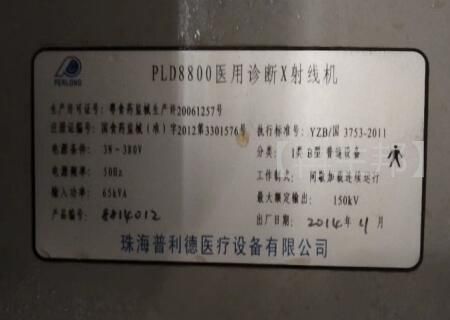 PERLONG
PLD8800医用诊断X射线机
生产许可证号：粤食药监械生产许20061257号
注册证编号：国食药监械（准）字2012第3301576号 执行标准号：YZB/国 3753-2011
电源条件：3N~380V 分类：I类B型普通设备
电源频率：50Hz 工作制式：间歇加载连续运行
输入功率：65kVA 最大额定输出：150kV
产品编号：8814012 出厂日期：2014年4月
珠海普利德医疗设备有限公司